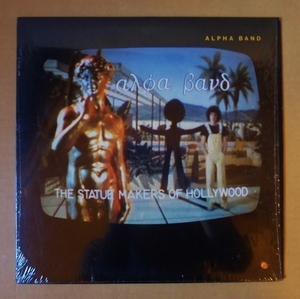 ALPHA BAND
αλφα βανδ
THE STATUE MAKERS OF HOLLYWOOD